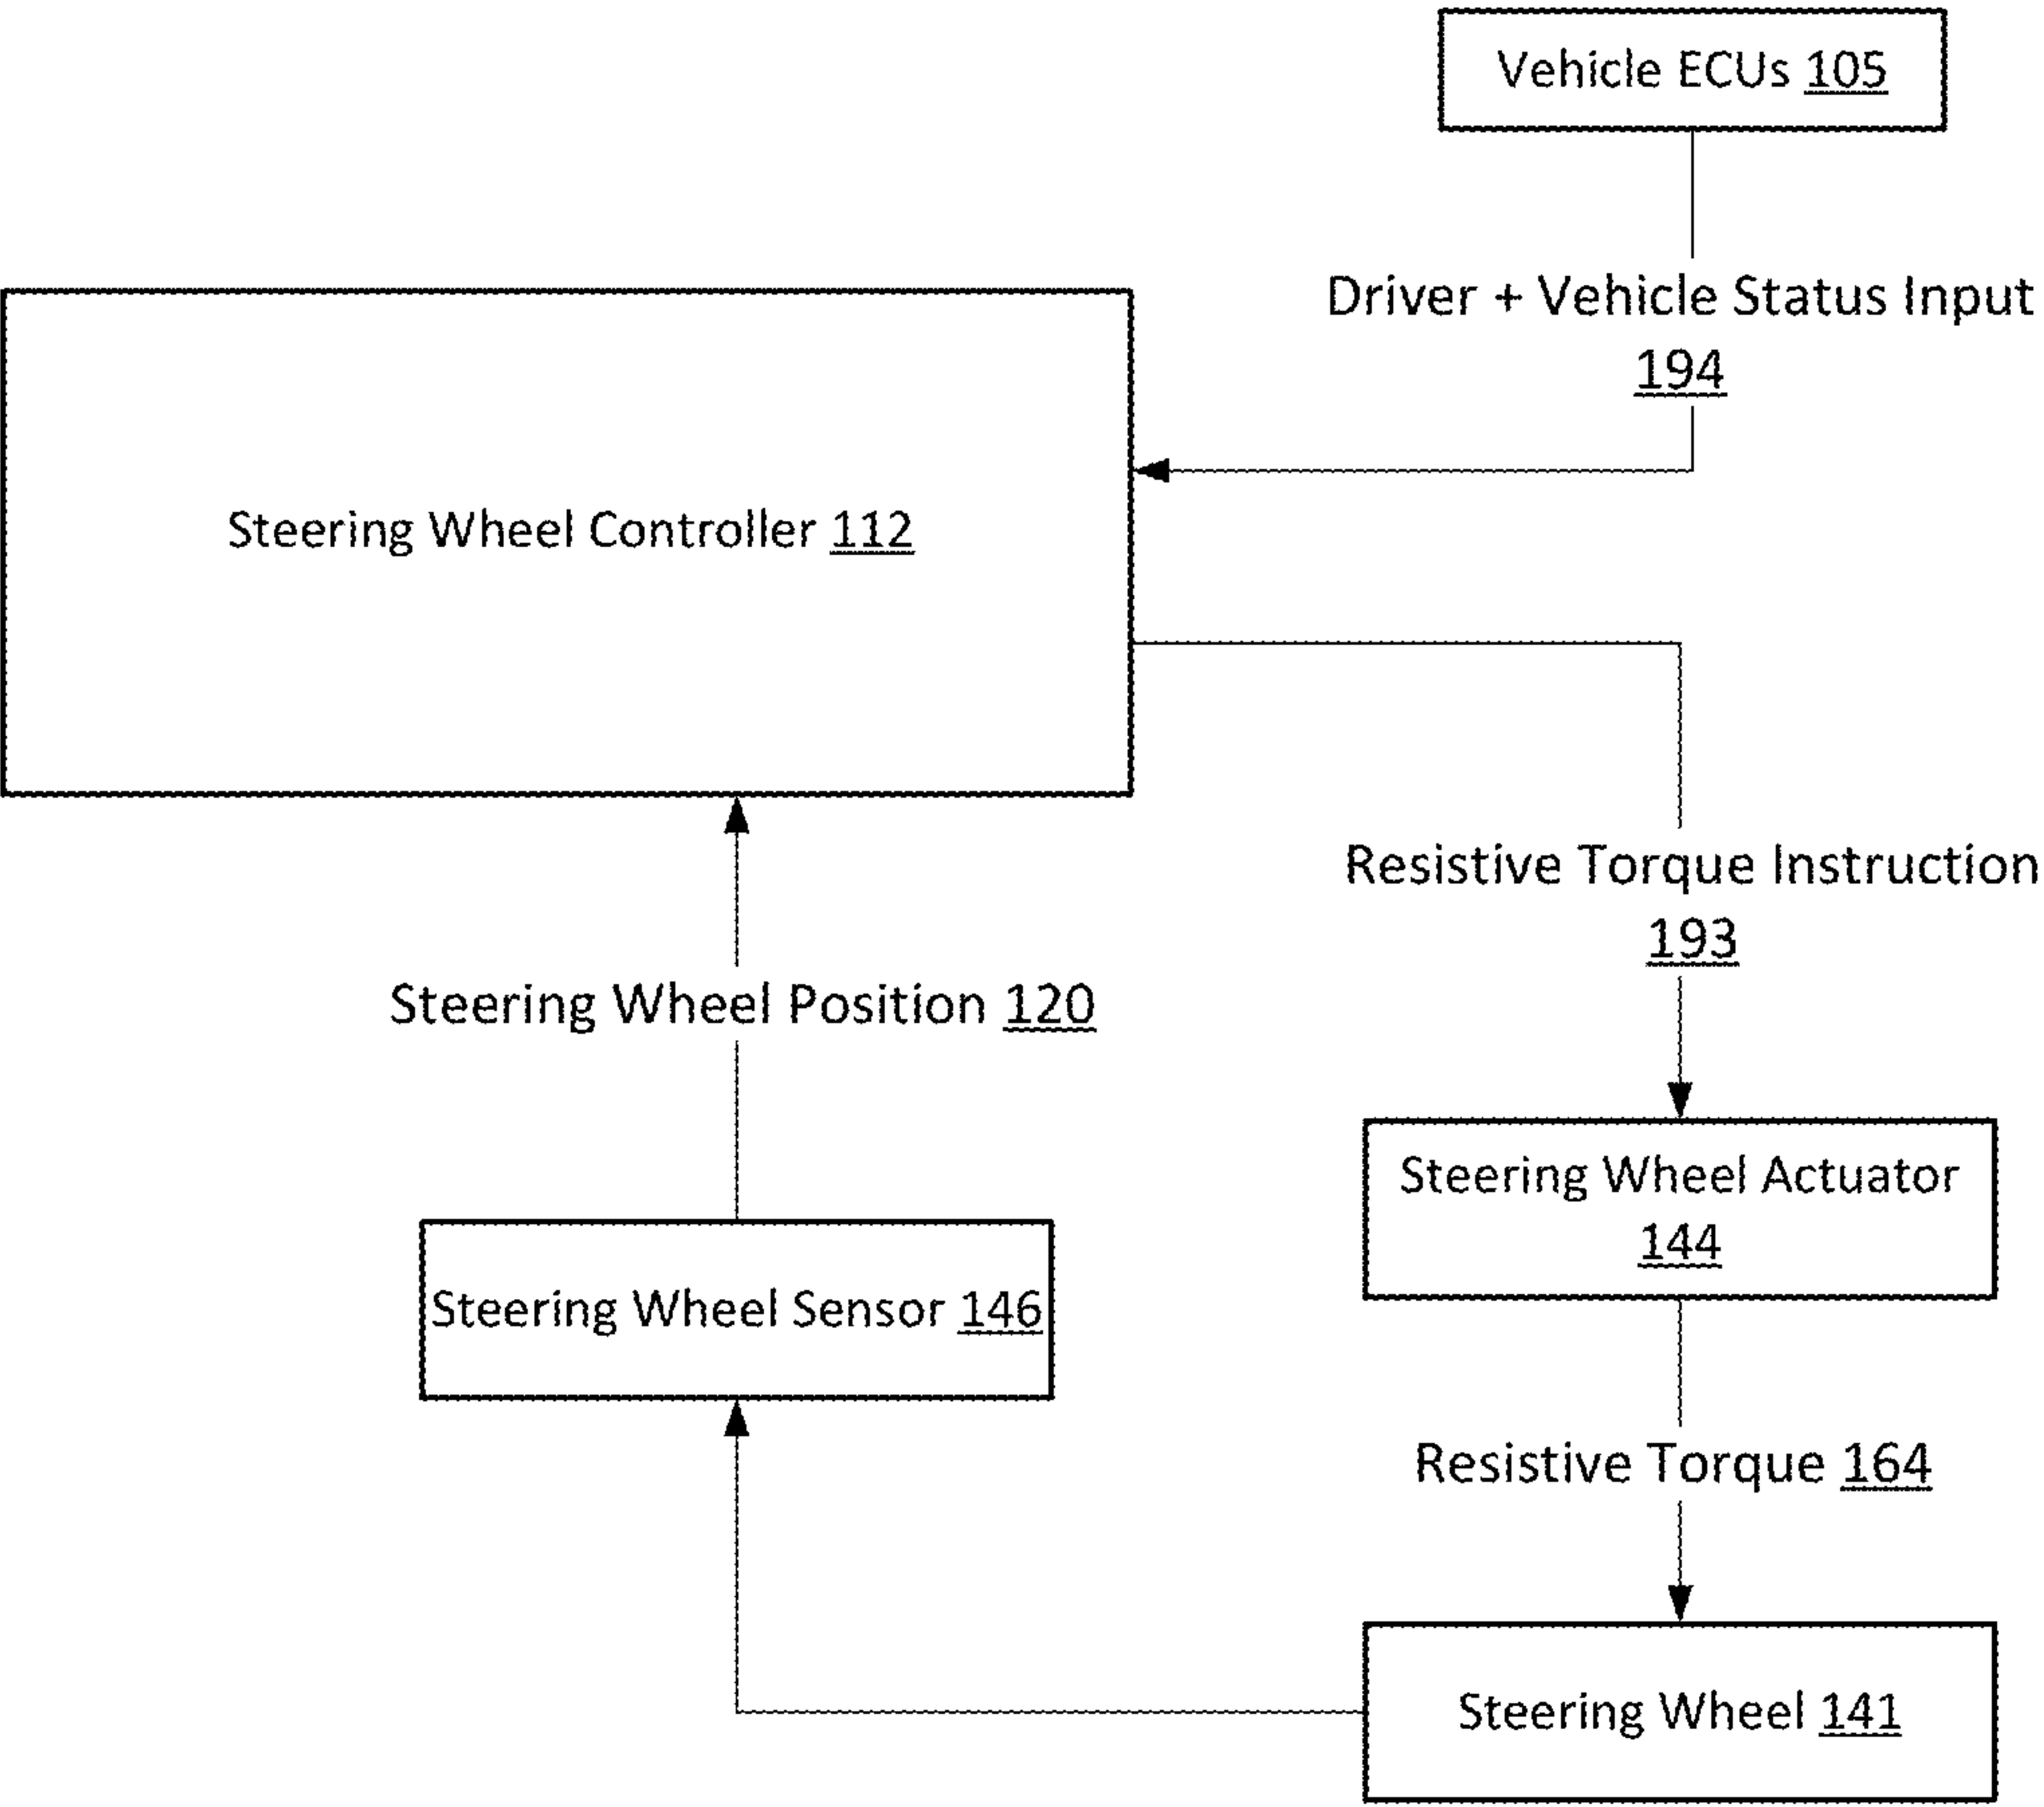 Vehicle ECUs 105
Driver + Vehicle Status Input
194
Steering Wheel Controller 112
Resistive Torque Instruction
193
Steering Wheel Position 120
Steering Wheel Actuator
144
Steering Wheel Sensor 146
Resistive Torque 164
Steering Wheel 141